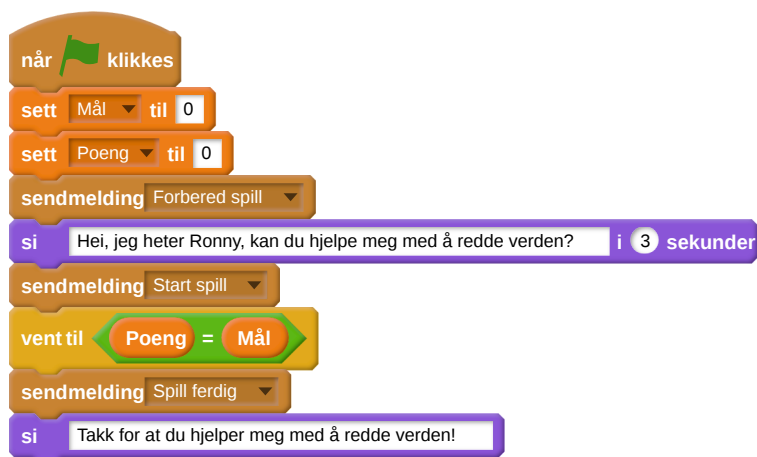 når klikkes
sett Mål til 0
sett Poeng til 0
sendmelding Forbered spill
si Hei, jeg heter Ronny, kan du hjelpe meg med å redde verden? i 3 sekunder
sendmelding Start spill
vent til Poeng = Mål
sendmelding Spill ferdig
si Takk for at du hjelper meg med å redde verden!